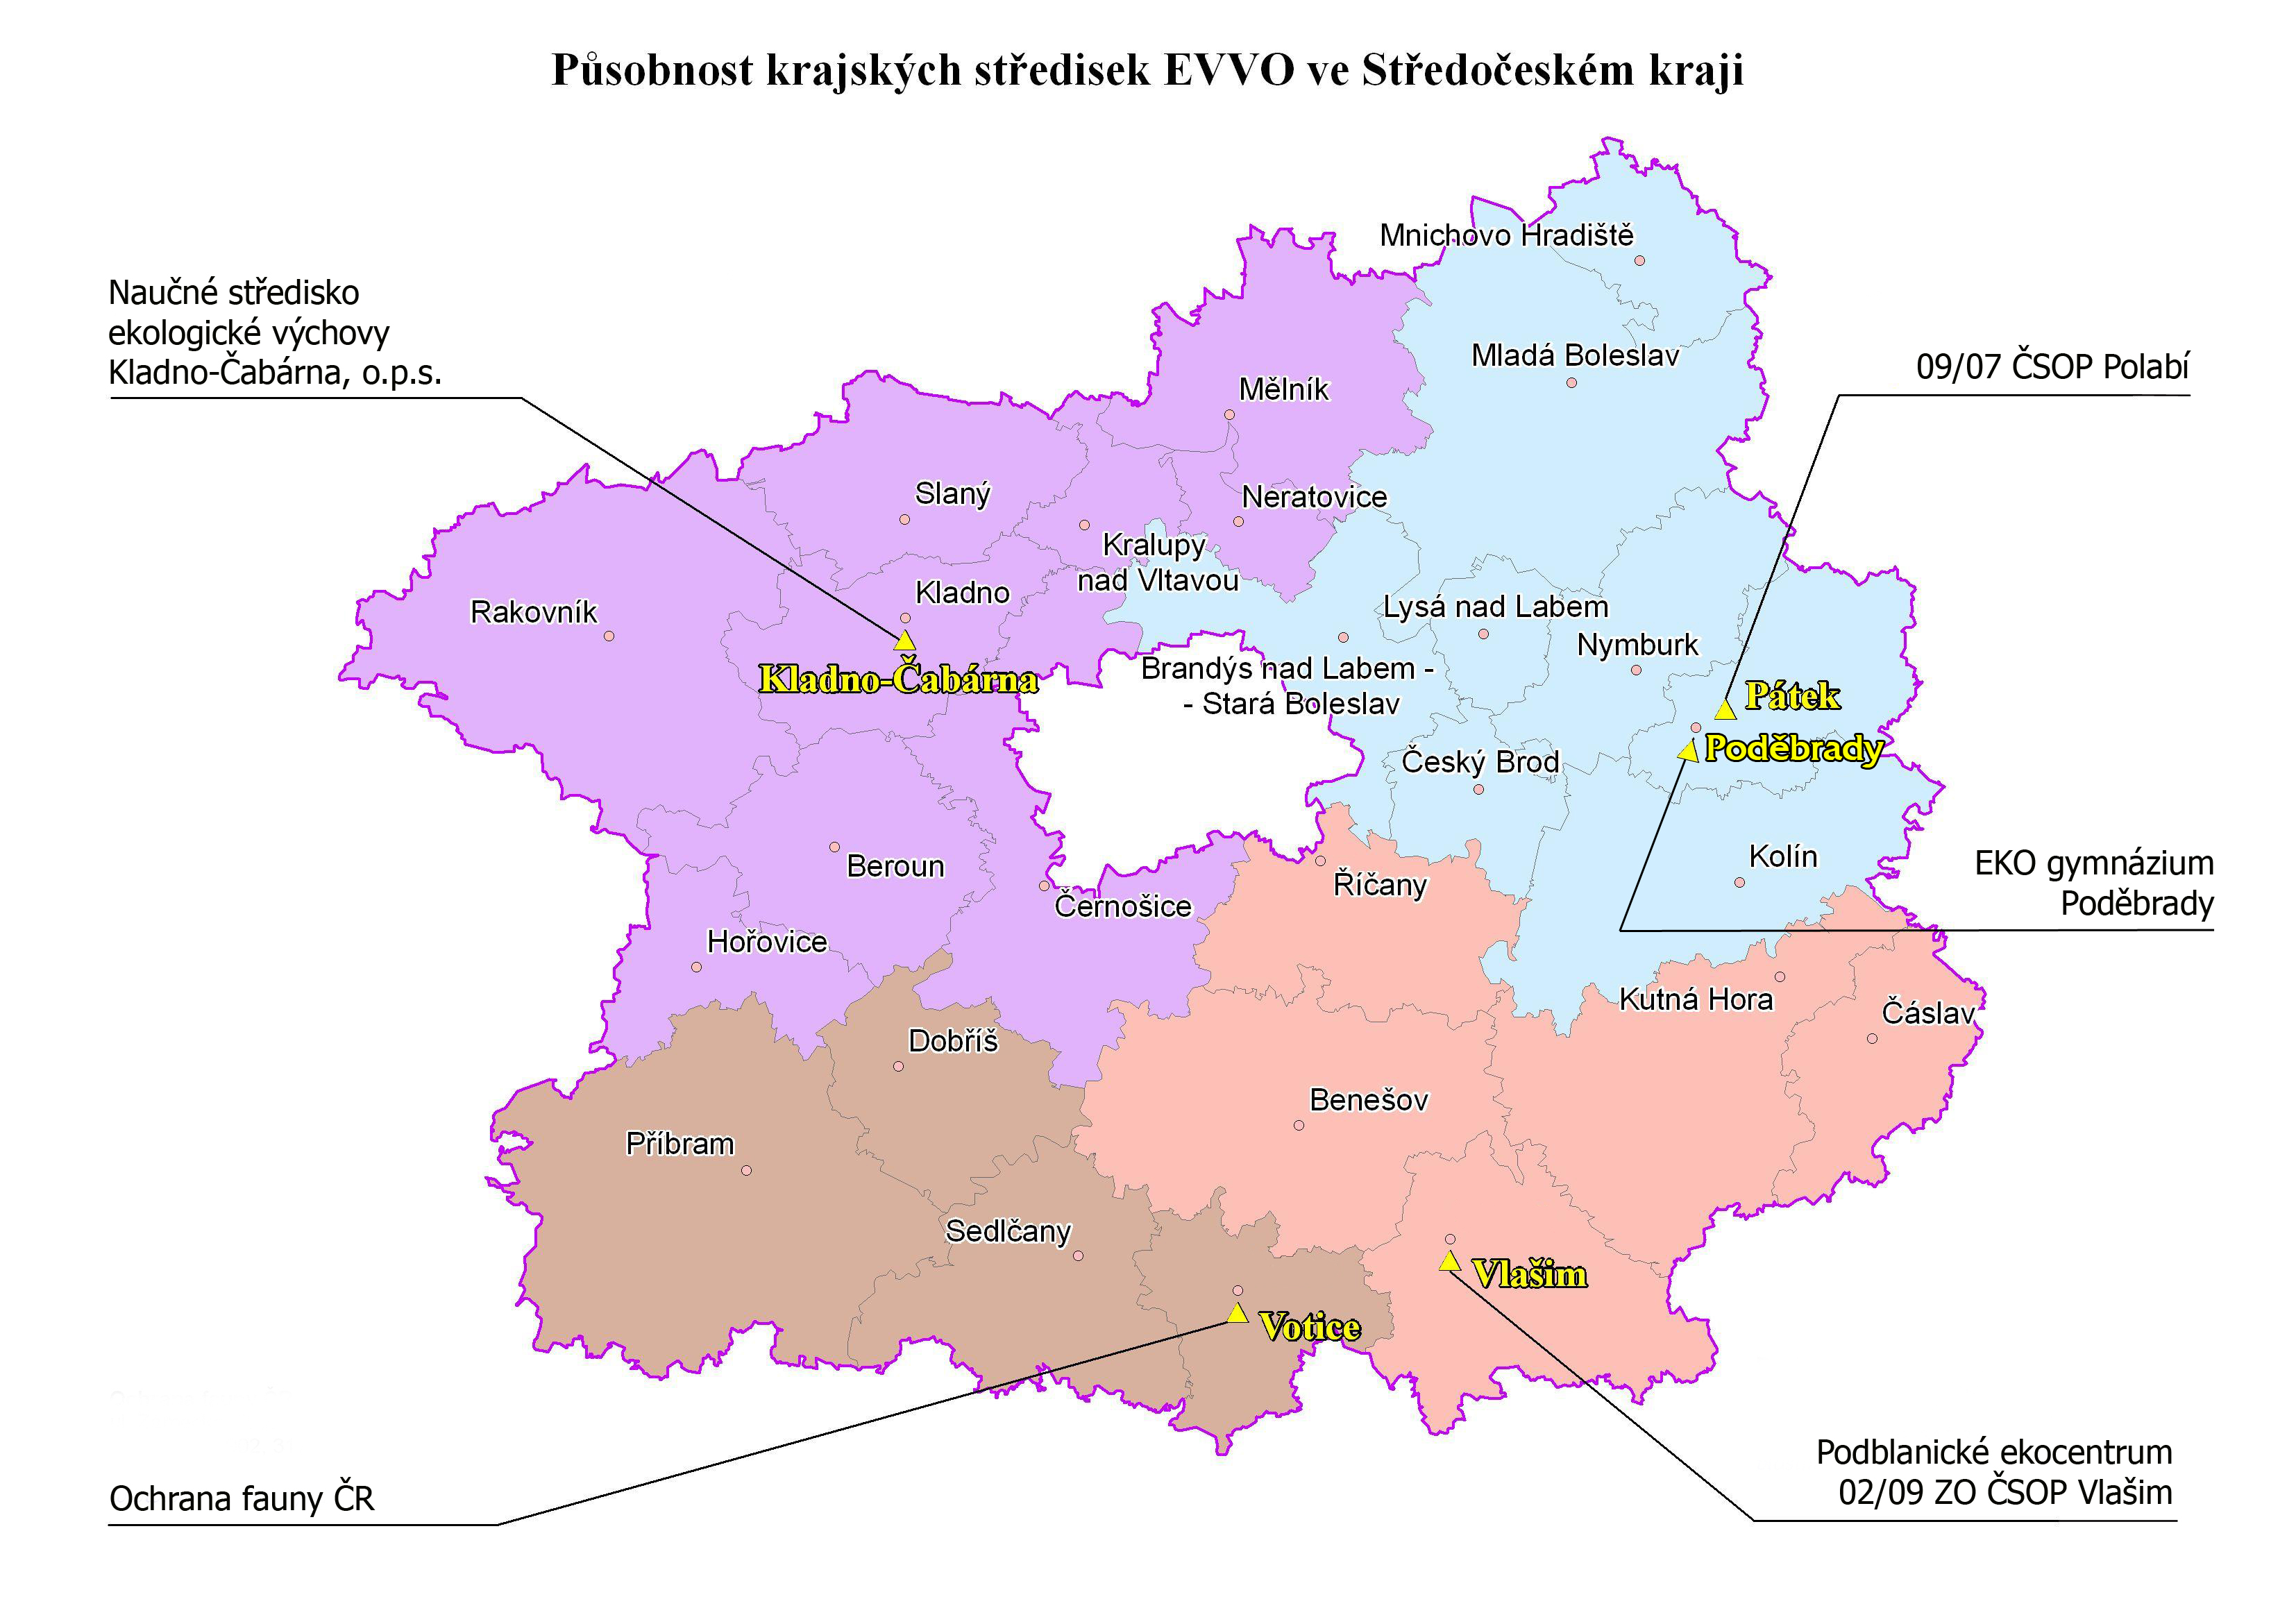 Působnost krajských středisek EVVO ve Středočeském kraji
Mnichovo Hradiště
Naučné středisko
ekologické výchovy
Kladno-Čabárna, o.p.s.
09/07 ČSOP Polabí
Mladá Boleslav
Mělník
Slaný
Neratovice
Kralupy
nad Vltavou
Kladno
Rakovník
Lysá nad Labem
Nymburk
Kladno-Čabárna
Brandýs nad Labem -
- Stará Boleslav
Pátek
Poděbrady
Český Brod
Kolín
EKO gymnázium
Poděbrady
Beroun
Říčany
Černošice
Hořovice
Kutná Hora
Čáslav
Dobříš
Benešov
Příbram
Sedlčany
Vlašim
Votice
Ochrana fauny ČR
Podblanické ekocentrum
02/09 ZO ČSOP Vlašim